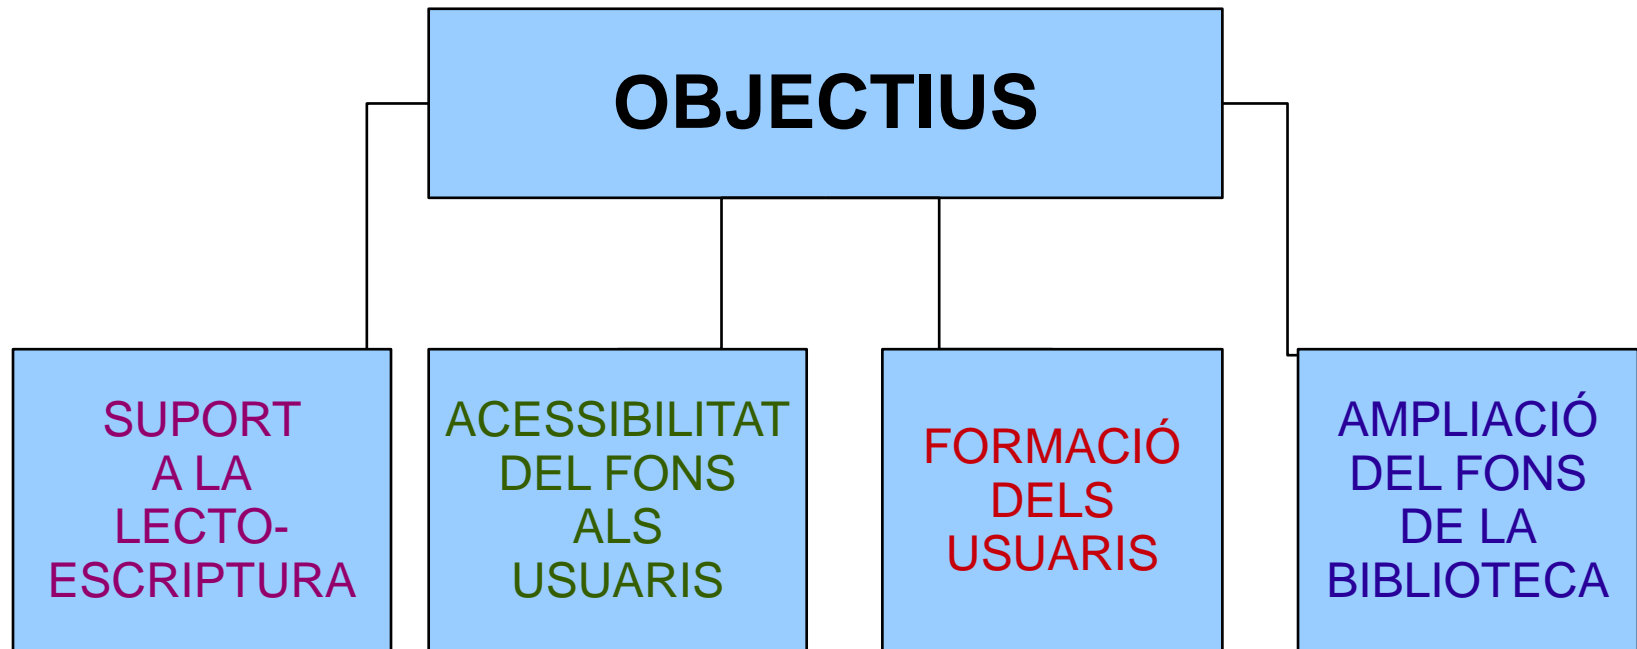 OBJECTIUS
SUPORT
A LA
LECTO-
ESCRIPTURA
ACESSIBILITAT
DEL FONS
ALS
USUARIS
FORMACIÓ
DELS
USUARIS
AMPLIACIÓ
DEL FONS
DE LA
BIBLIOTECA